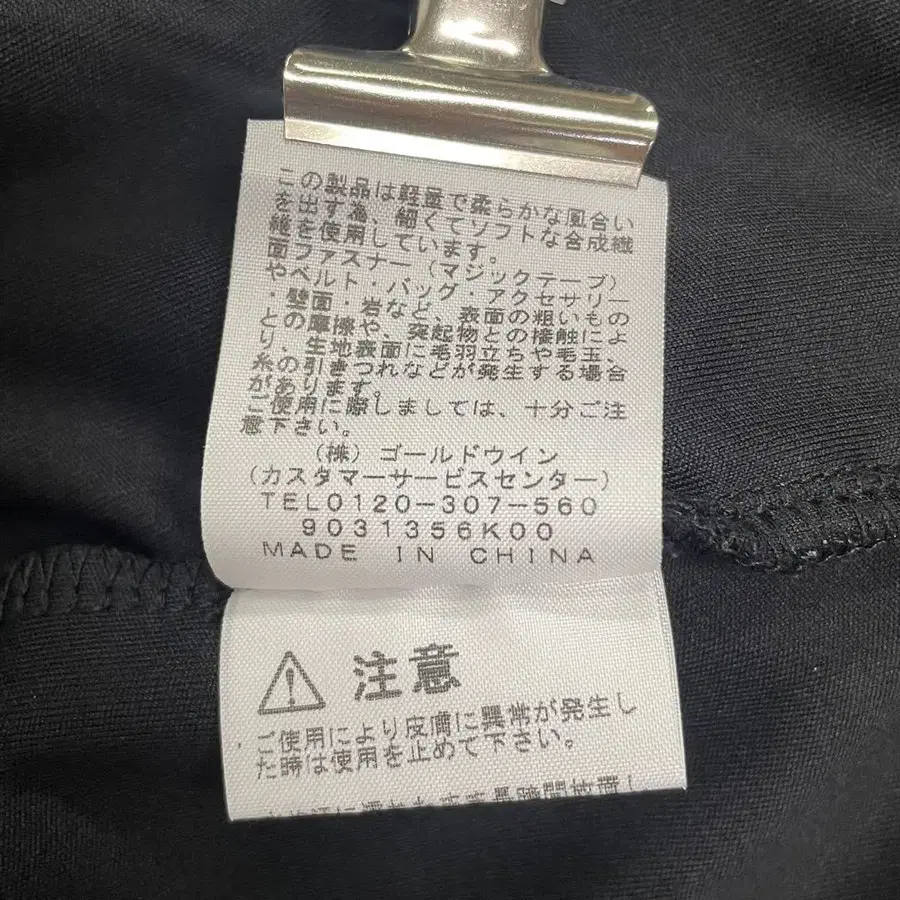 この製品は軽量で柔らかな風合い
を出す為、細くてソフトな合成繊
維を使用しています。
面ファスナー(マジックテープ)
やベルト・バッグ・アクセサリー
・壁面・岩など、表面の粗いもの
との摩擦や、突起物との接触によ
り、生地表面に毛羽立ちや毛玉、
糸の引きつれなどが発生する場合
があります。
ご使用に際しましては、十分ご注
意下さい。
(株)ゴールドウイン
(カスタマーサービスセンター)
TEL0120-307-560
9031356K00
MADE IN CHINA
注意
ご使用により皮膚に異常が発生し
た時は使用を止めて下さい。